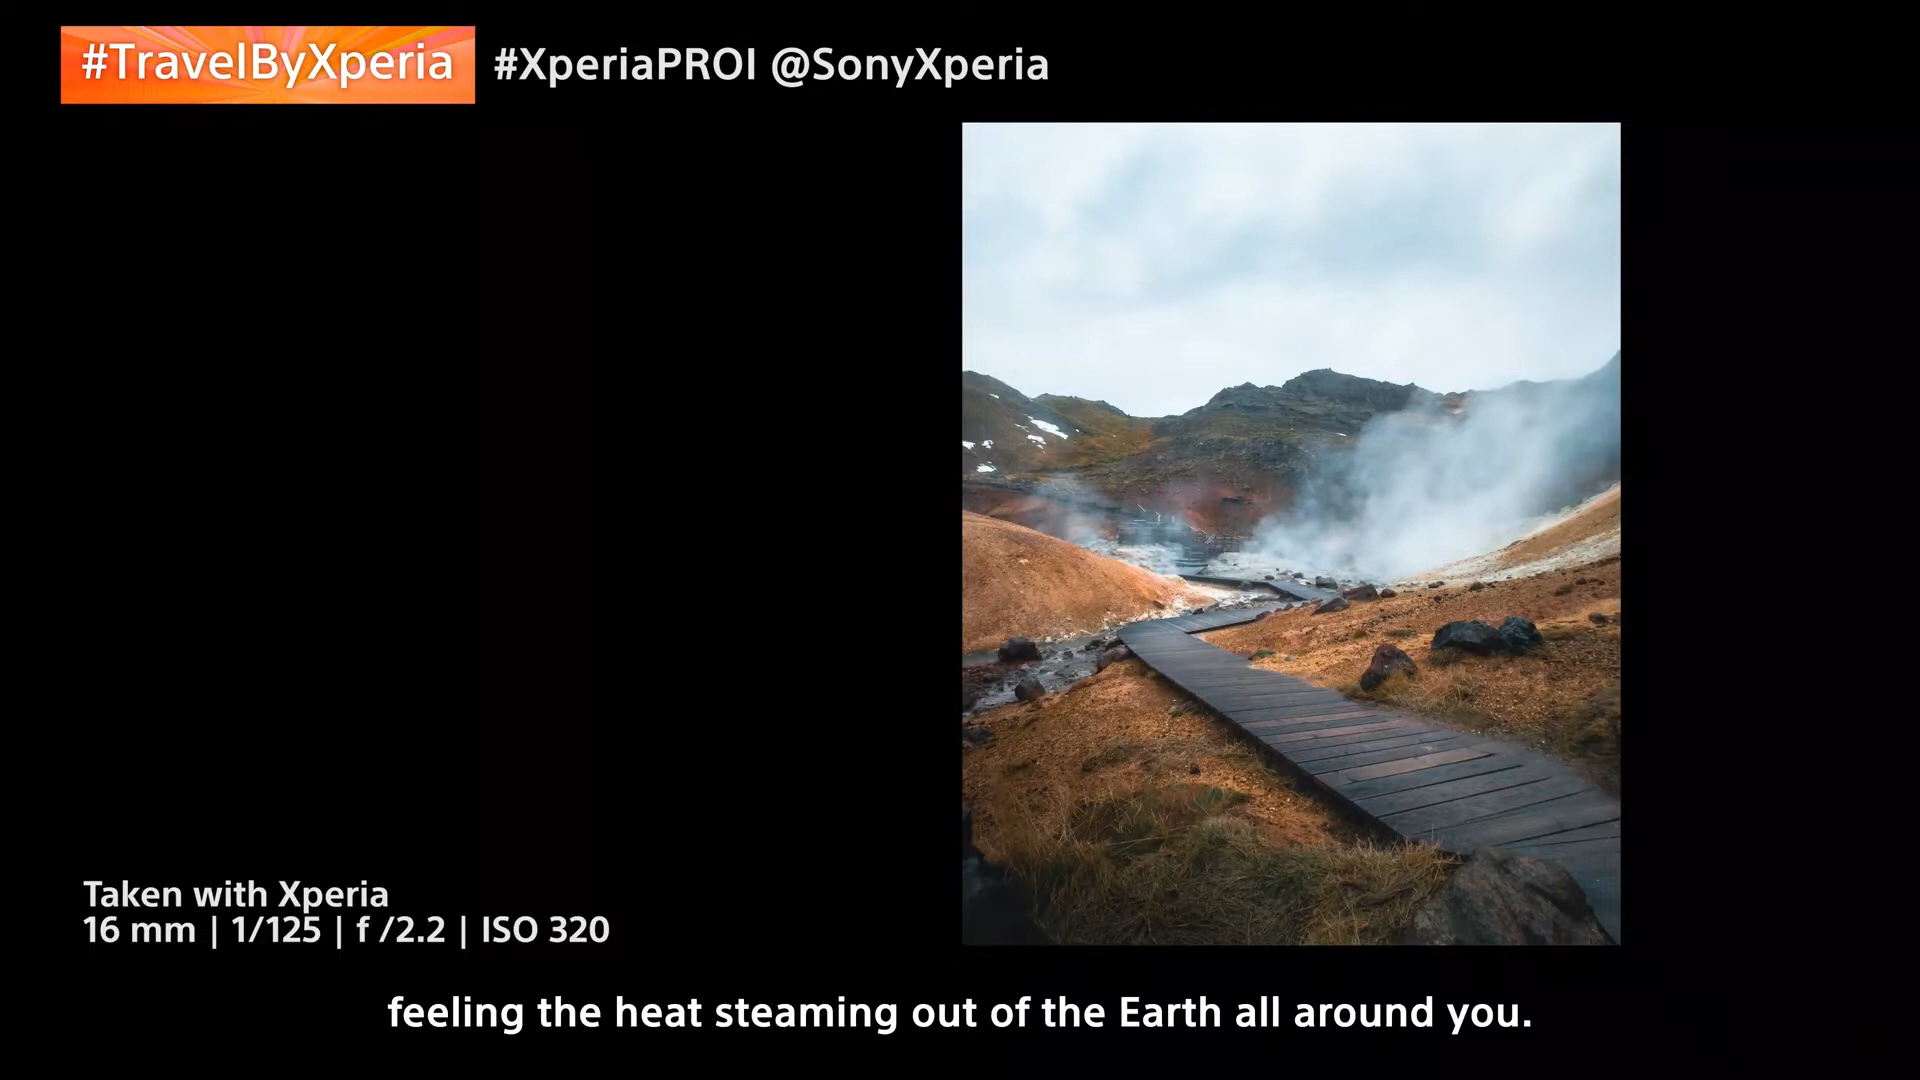 #TravelByXperia #XperiaPROI @SonyXperia
Taken with Xperia
16 mm | 1/125 | f /2.2 | ISO 320
feeling the heat steaming out of the Earth all around you.